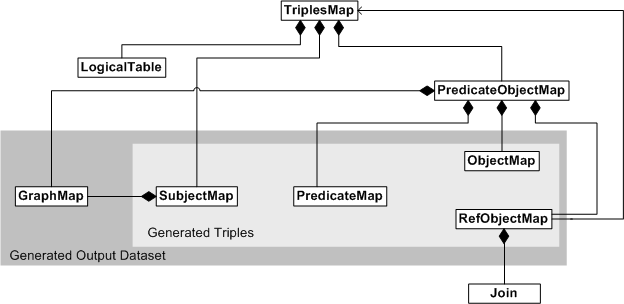 TriplesMap
LogicalTable
PredicateObjectMap
ObjectMap
GraphMap
SubjectMap
PredicateMap
RefObjectMap
Generated Triples
Generated Output Dataset
Join